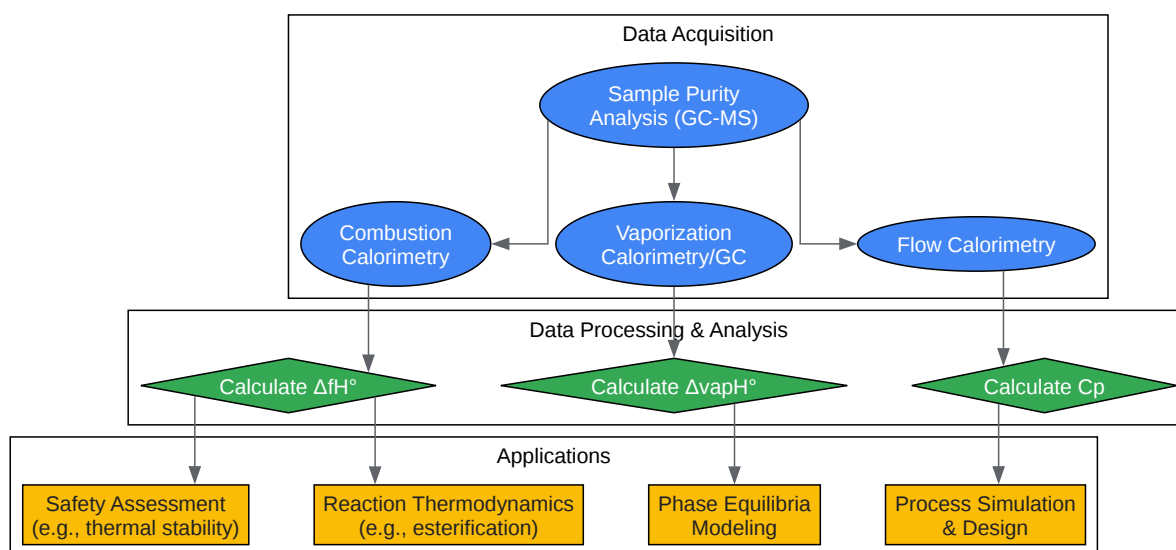 Data Acquisition
Sample Purity
Analysis (GC-MS)
Combustion
Calorimetry
Vaporization
Calorimetry/GC
Flow Calorimetry
Data Processing & Analysis
Calculate ΔfH°
Calculate ΔvapH°
Calculate Cp
Applications
Safety Assessment
(e.g., thermal stability)
Reaction Thermodynamics
(e.g., esterification)
Phase Equilibria
Modeling
Process Simulation
& Design